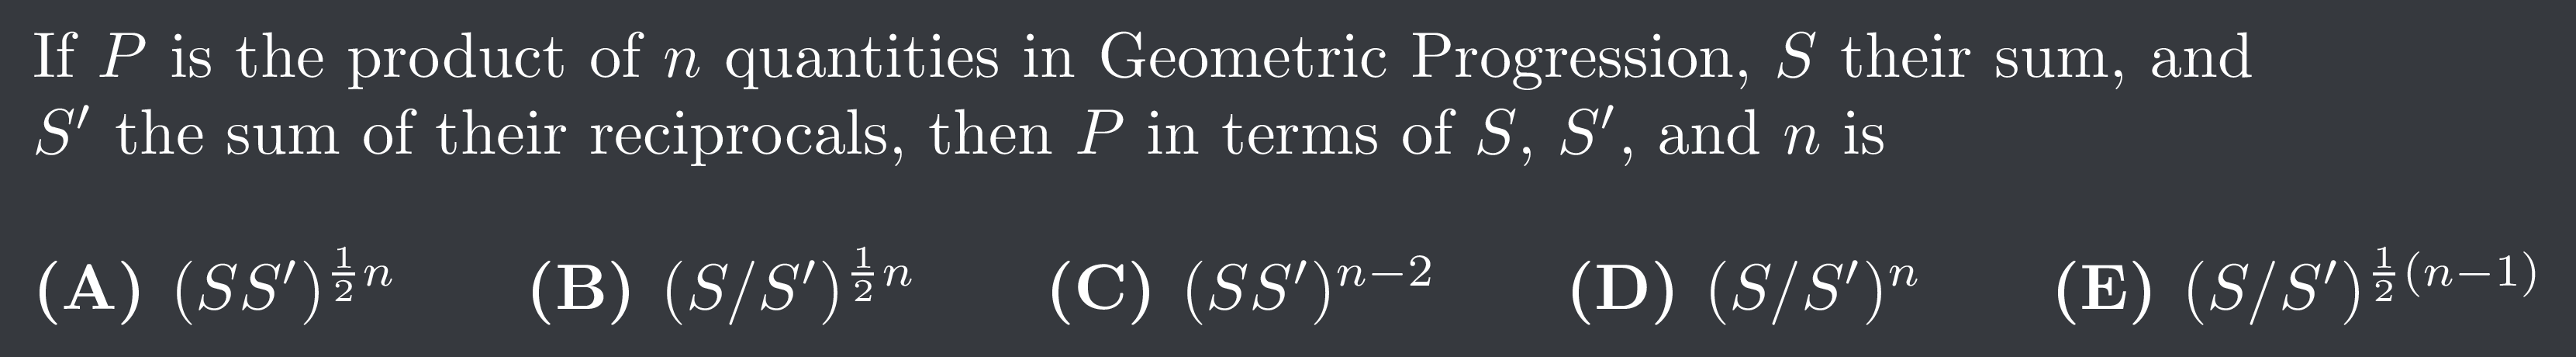 If P is the product of n quantities in Geometric Progression, S their sum, and
S′ the sum of their reciprocals, then P in terms of S, S′, and n is
(A) (SS′)^{\frac{1}{2}n} (B) (S/S′)^{\frac{1}{2}n} (C) (SS′)^{n−2} (D) (S/S′)^{n} (E) (S/S′)^{\frac{1}{2}(n−1)}